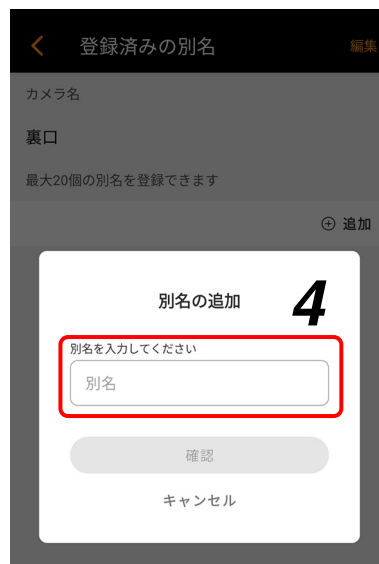 登録済みの別名
編集
カメラ名
裏口
最大20個の別名を登録できます
追加
別名の追加
4
別名を入力してください
別名
確認
キャンセル